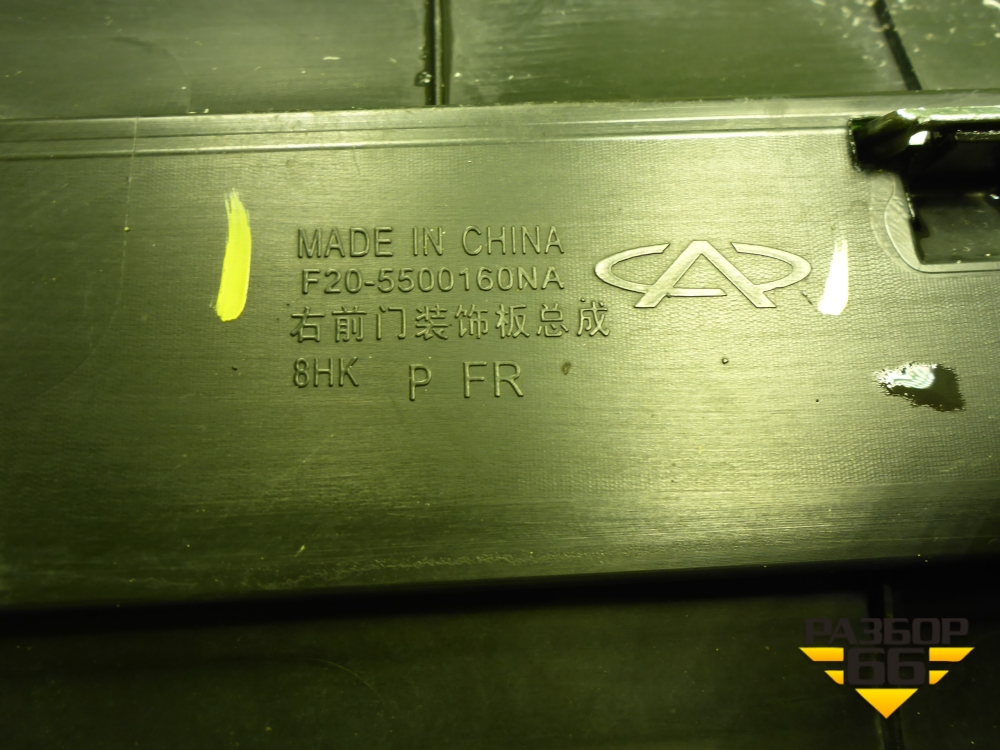 MADE IN CHINA
F20-5500160NA
右前门装饰板总成
8HK P FR
РАЗБОР
66